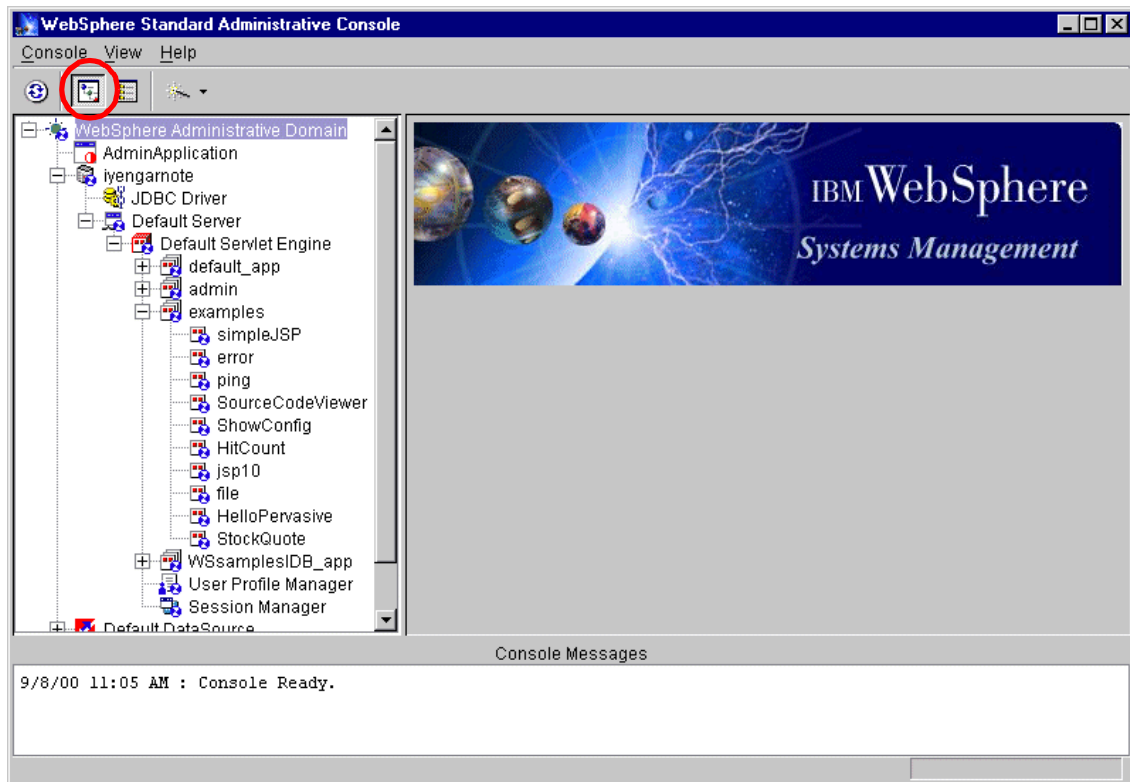 WebSphere Standard Administrative Console
Console View Help
WebSphere Administrative Domain
AdminApplication
iyengarnote
JDBC Driver
Default Server
Default Servlet Engine
default_app
admin
examples
simpleJSP
error
ping
SourceCodeViewer
ShowConfig
HitCount
jsp10
file
HelloPervasive
StockQuote
WSsamplesIDB_app
User Profile Manager
Session Manager
Default DataSource
IBM WebSphere
Systems Management
Console Messages
9/8/00 11:05 AM : Console Ready.